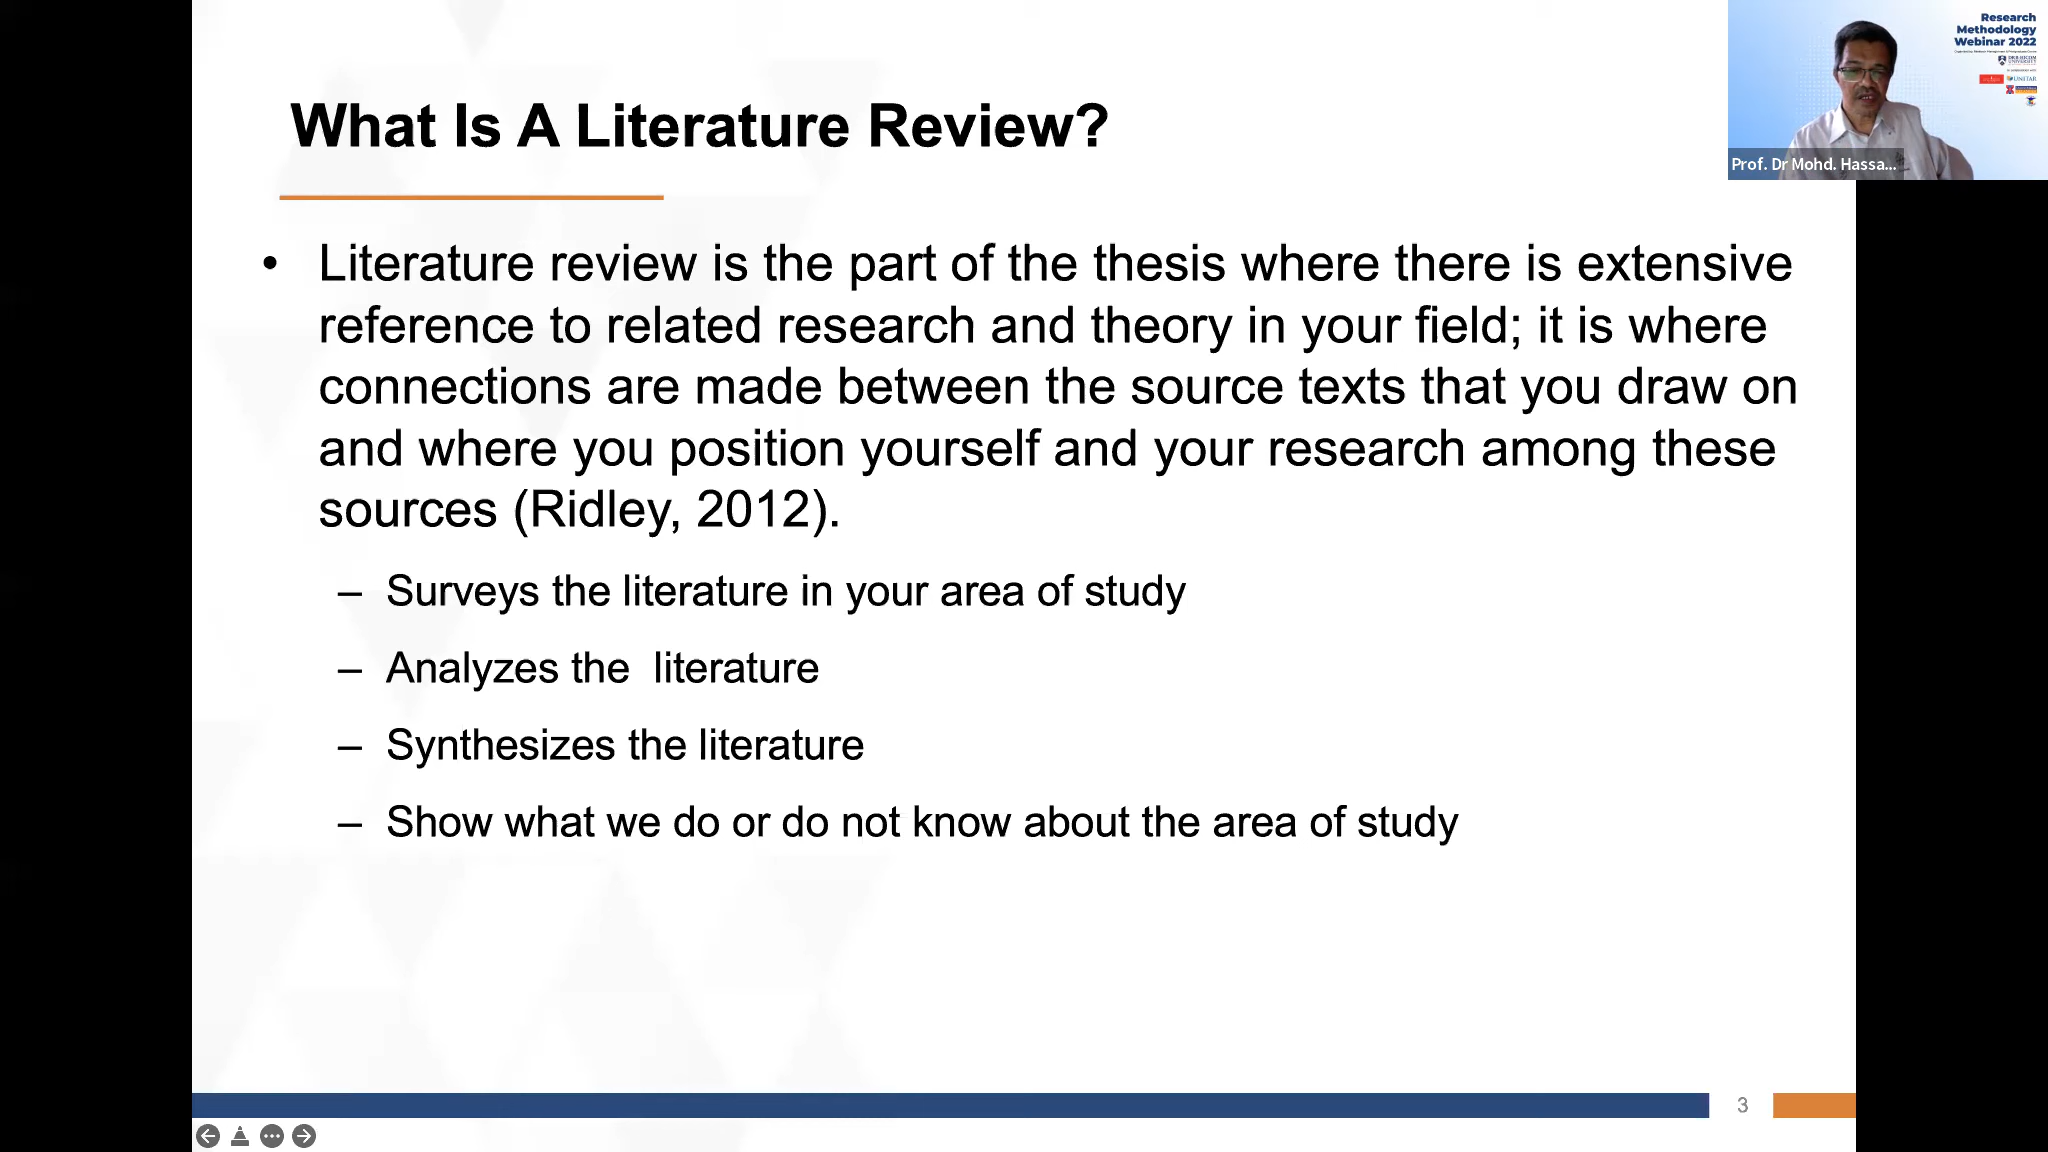 What Is A Literature Review?
• Literature review is the part of the thesis where there is extensive
reference to related research and theory in your field; it is where
connections are made between the source texts that you draw on
and where you position yourself and your research among these
sources (Ridley, 2012).
– Surveys the literature in your area of study
– Analyzes the  literature
– Synthesizes the literature
– Show what we do or do not know about the area of study
3
Research
Methodology
Webinar 2022
UNITAR
Prof. Dr Mohd. Hassa...